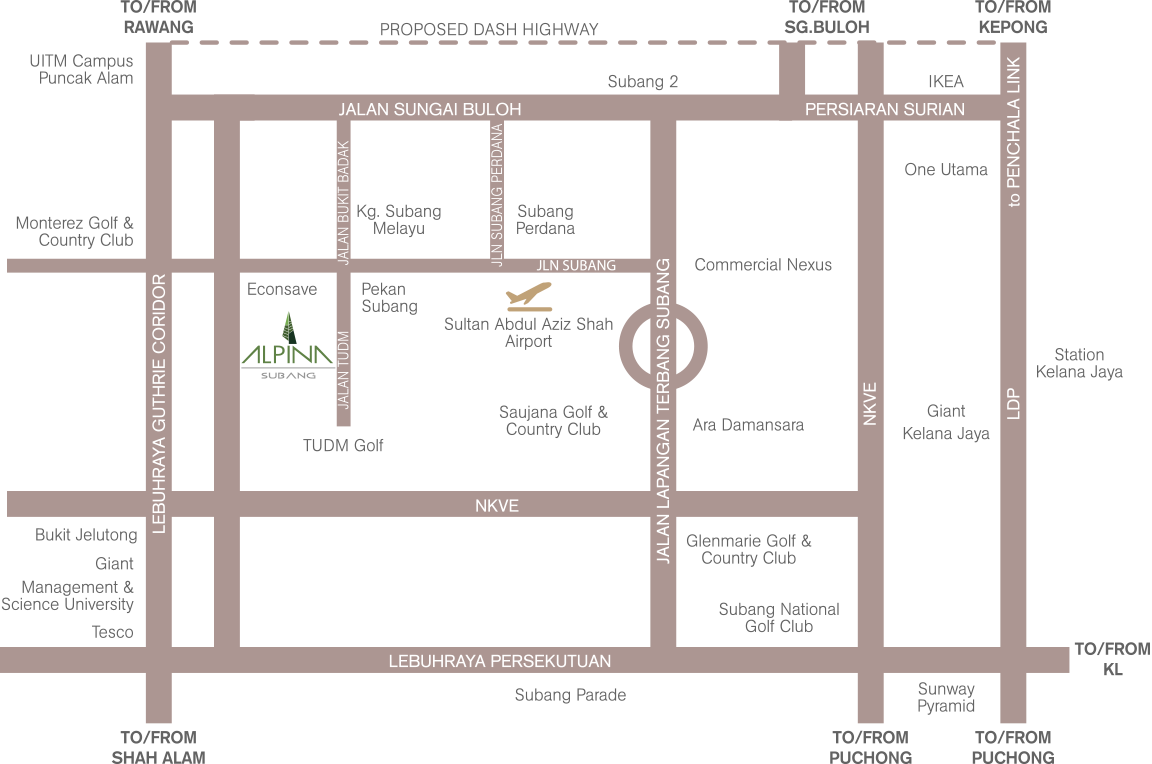 TO/FROM
RAWANG
TO/FROM
SG.BULOH
TO/FROM
KEPONG
PROPOSED DASH HIGHWAY
UITM Campus
Puncak Alam
Subang 2
IKEA
JALAN SUNGAI BULOH
PERSIARAN SURIAN
to PENCHALA LINK
One Utama
JALAN BUKIT BADAK
JLN SUBANG PERDANA
Kg. Subang
Melayu
Subang
Perdana
Monterez Golf &
Country Club
JLN SUBANG
Commercial Nexus
Econsave
Pekan
Subang
Sultan Abdul Aziz Shah
Airport
ALPINA
SUBANG
JALAN TUDM
LEBUHRAYA GUTHRIE CORIDOR
JALAN LAPANGAN TERBANG SUBANG
Station
Kelana Jaya
NKVE
LDP
Saujana Golf &
Country Club
Ara Damansara
Giant
Kelana Jaya
TUDM Golf
NKVE
Bukit Jelutong
Giant
Management &
Science University
Tesco
Glenmarie Golf &
Country Club
Subang National
Golf Club
LEBUHRAYA PERSEKUTUAN
TO/FROM
KL
Subang Parade
Sunway
Pyramid
TO/FROM
SHAH ALAM
TO/FROM
PUCHONG
TO/FROM
PUCHONG